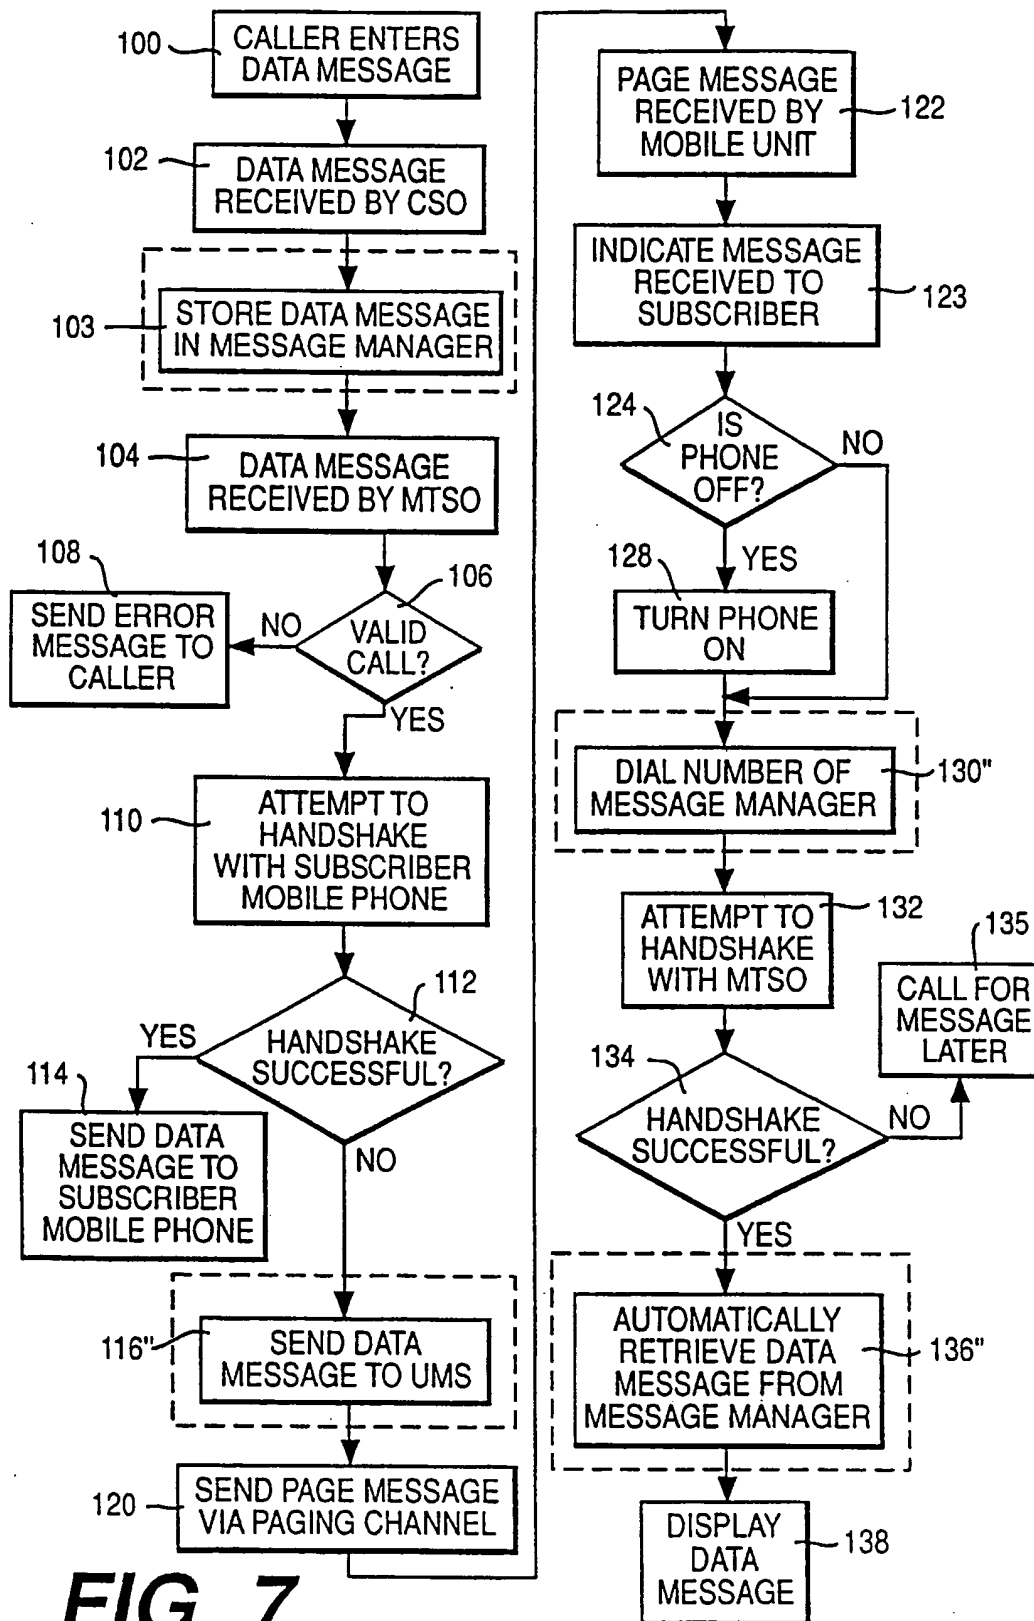 100
CALLER ENTERS
DATA MESSAGE
102
DATA MESSAGE
RECEIVED BY CSO
103
STORE DATA MESSAGE
IN MESSAGE MANAGER
104
DATA MESSAGE
RECEIVED BY MTSO
106
VALID
CALL?
NO
108
SEND ERROR
MESSAGE TO
CALLER
YES
110
ATTEMPT TO
HANDSHAKE
WITH SUBSCRIBER
MOBILE PHONE
112
HANDSHAKE
SUCCESSFUL?
YES
114
SEND DATA
MESSAGE TO
SUBSCRIBER
MOBILE PHONE
NO
116"
SEND DATA
MESSAGE TO UMS
120
SEND PAGE MESSAGE
VIA PAGING CHANNEL
PAGE MESSAGE
RECEIVED BY
MOBILE UNIT
122
INDICATE MESSAGE
RECEIVED TO
SUBSCRIBER
123
124
IS
PHONE
OFF?
NO
YES
128
TURN PHONE
ON
DIAL NUMBER OF
MESSAGE MANAGER
130"
ATTEMPT TO
HANDSHAKE
WITH MTSO
132
134
HANDSHAKE
SUCCESSFUL?
NO
135
CALL FOR
MESSAGE
LATER
YES
AUTOMATICALLY
RETRIEVE DATA
MESSAGE FROM
MESSAGE MANAGER
136"
DISPLAY
DATA
MESSAGE
138
FIG. 7